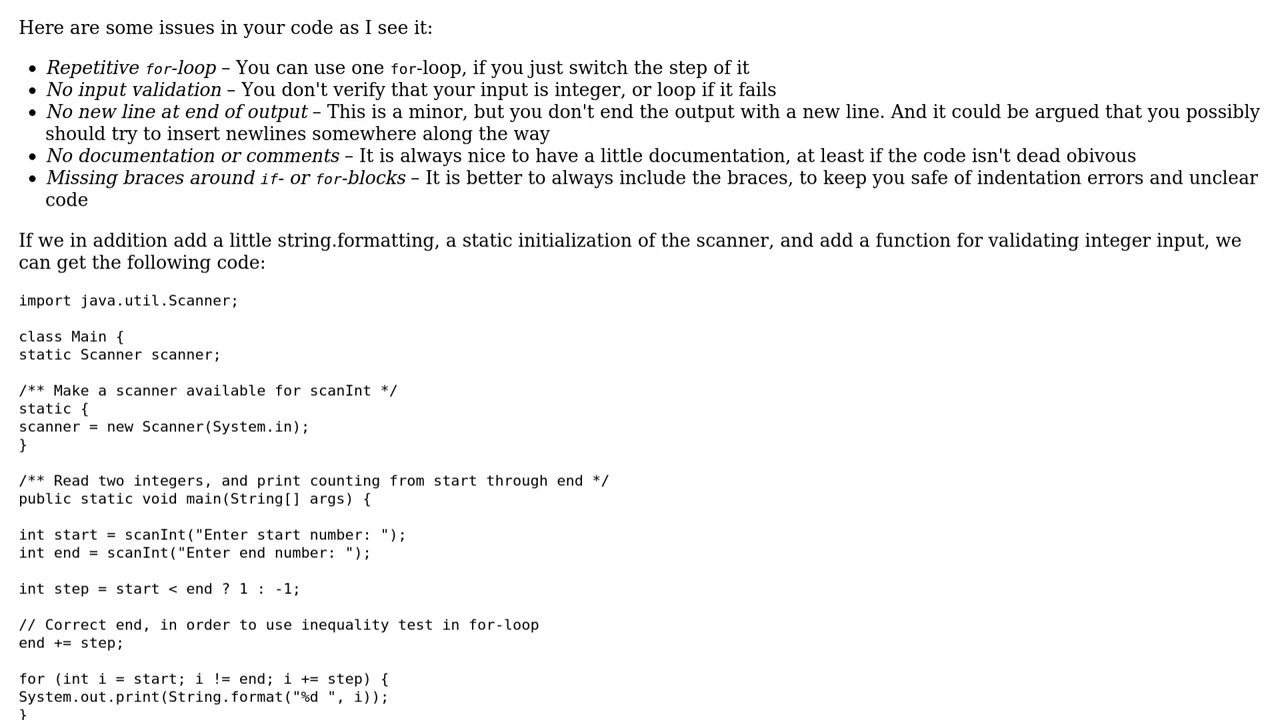 Here are some issues in your code as I see it:
• Repetitive for-loop – You can use one for-loop, if you just switch the step of it
• No input validation – You don't verify that your input is integer, or loop if it fails
• No new line at end of output – This is a minor, but you don't end the output with a new line. And it could be argued that you possibly
should try to insert newlines somewhere along the way
• No documentation or comments – It is always nice to have a little documentation, at least if the code isn't dead obivous
• Missing braces around if- or for-blocks – It is better to always include the braces, to keep you safe of indentation errors and unclear
code
If we in addition add a little string.formatting, a static initialization of the scanner, and add a function for validating integer input, we
can get the following code:
import java.util.Scanner;
class Main {
static Scanner scanner;
/** Make a scanner available for scanInt */
static {
scanner = new Scanner(System.in);
}
/** Read two integers, and print counting from start through end */
public static void main(String[] args) {
int start = scanInt("Enter start number: ");
int end = scanInt("Enter end number: ");
int step = start < end ? 1 : -1;
// Correct end, in order to use inequality test in for-loop
end += step;
for (int i = start; i != end; i += step) {
System.out.print(String.format("%d ", i));
}